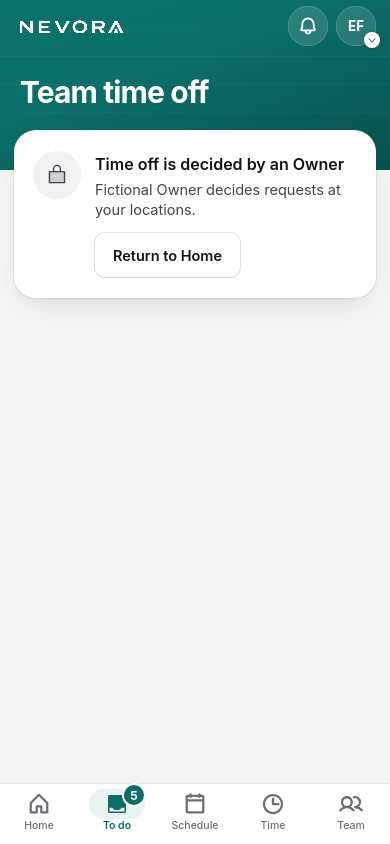 NEVORA
EF
Team time off
Time off is decided by an Owner
Fictional Owner decides requests at
your locations.
Return to Home
5
Home
To do
Schedule
Time
Team